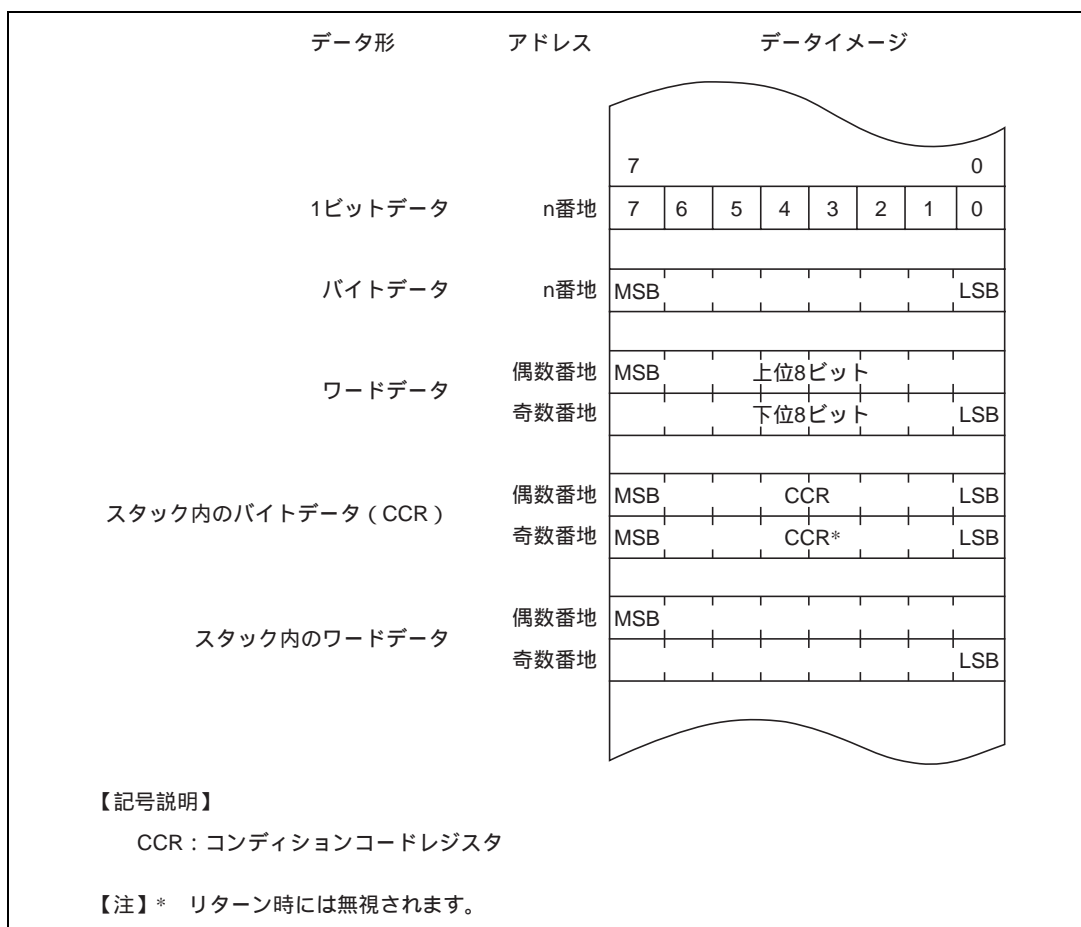 データ形 アドレス データイメージ
7 0
1ビットデータ n番地 7 6 5 4 3 2 1 0
バイトデータ n番地 MSB LSB
ワードデータ
偶数番地 MSB 上位8ビット
奇数番地 下位8ビット LSB
スタック内のバイトデータ(CCR)
偶数番地 MSB CCR LSB
奇数番地 MSB CCR* LSB
スタック内のワードデータ
偶数番地 MSB
奇数番地 LSB
【記号説明】
CCR:コンディションコードレジスタ
【注】* リターン時には無視されます。